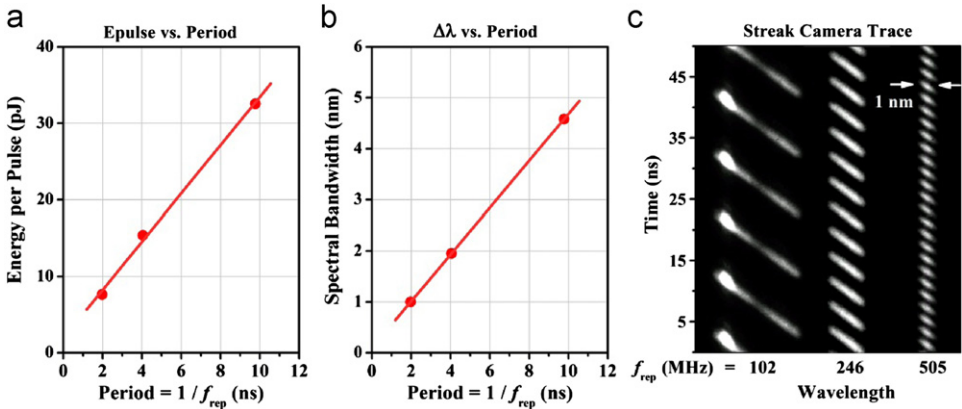 a
Epulse vs. Period
40
30
20
10
0
Energy per Pulse (pJ)
0 2 4 6 8 10 12
Period = 1 / f_rep (ns)
b
Δλ vs. Period
6
5
4
3
2
1
0
Spectral Bandwidth (nm)
0 2 4 6 8 10 12
Period = 1 / f_rep (ns)
c
Streak Camera Trace
45
35
25
15
5
Time (ns)
1 nm
f_rep (MHz) = 102 246 505
Wavelength